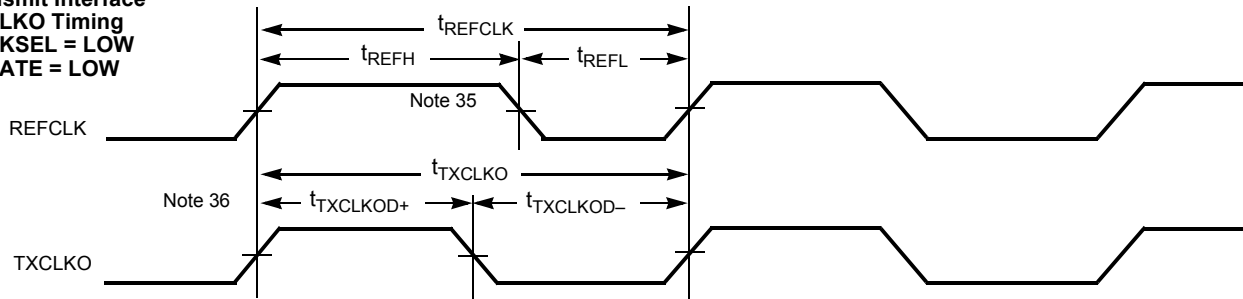 LKO Timing
KSEL = LOW
ATE = LOW
tREFCLK
tREFH
tREFL
Note 35
REFCLK
tTXCLKO
Note 36
tTXCLKOD+
tTXCLKOD–
TXCLKO